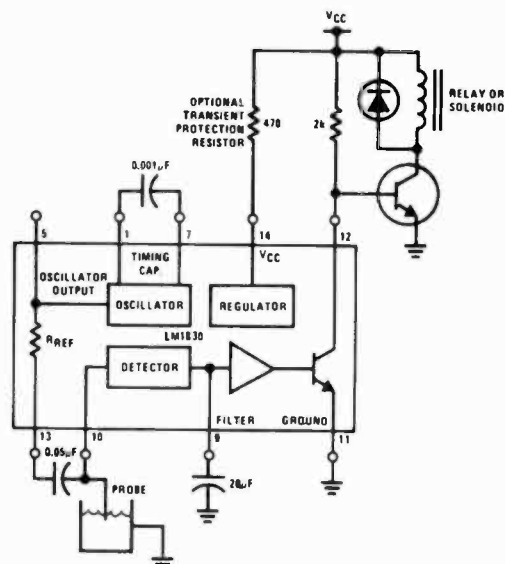 VCC
OPTIONAL
TRANSIENT
PROTECTION
RESISTOR
470
2k
RELAY OR
SOLENOID
0.001µF
5
1
7
14
12
TIMING
CAP
VCC
OSCILLATOR
OUTPUT
OSCILLATOR
REGULATOR
LM1830
RREF
DETECTOR
FILTER
GROUND
13
10
9
11
0.05µF
PROBE
20µF